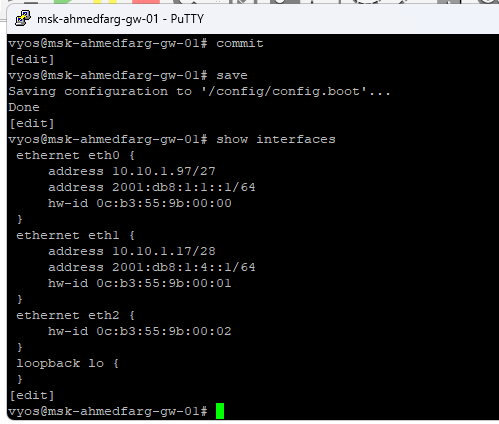 msk-ahmedfarg-gw-01 - PuTTY
vyos@msk-ahmedfarg-gw-01# commit
[edit]
vyos@msk-ahmedfarg-gw-01# save
Saving configuration to '/config/config.boot'...
Done
[edit]
vyos@msk-ahmedfarg-gw-01# show interfaces
 ethernet eth0 {
     address 10.10.1.97/27
     address 2001:db8:1:1::1/64
     hw-id 0c:b3:55:9b:00:00
 }
 ethernet eth1 {
     address 10.10.1.17/28
     address 2001:db8:1:4::1/64
     hw-id 0c:b3:55:9b:00:01
 }
 ethernet eth2 {
     hw-id 0c:b3:55:9b:00:02
 }
 loopback lo {
 }
[edit]
vyos@msk-ahmedfarg-gw-01#